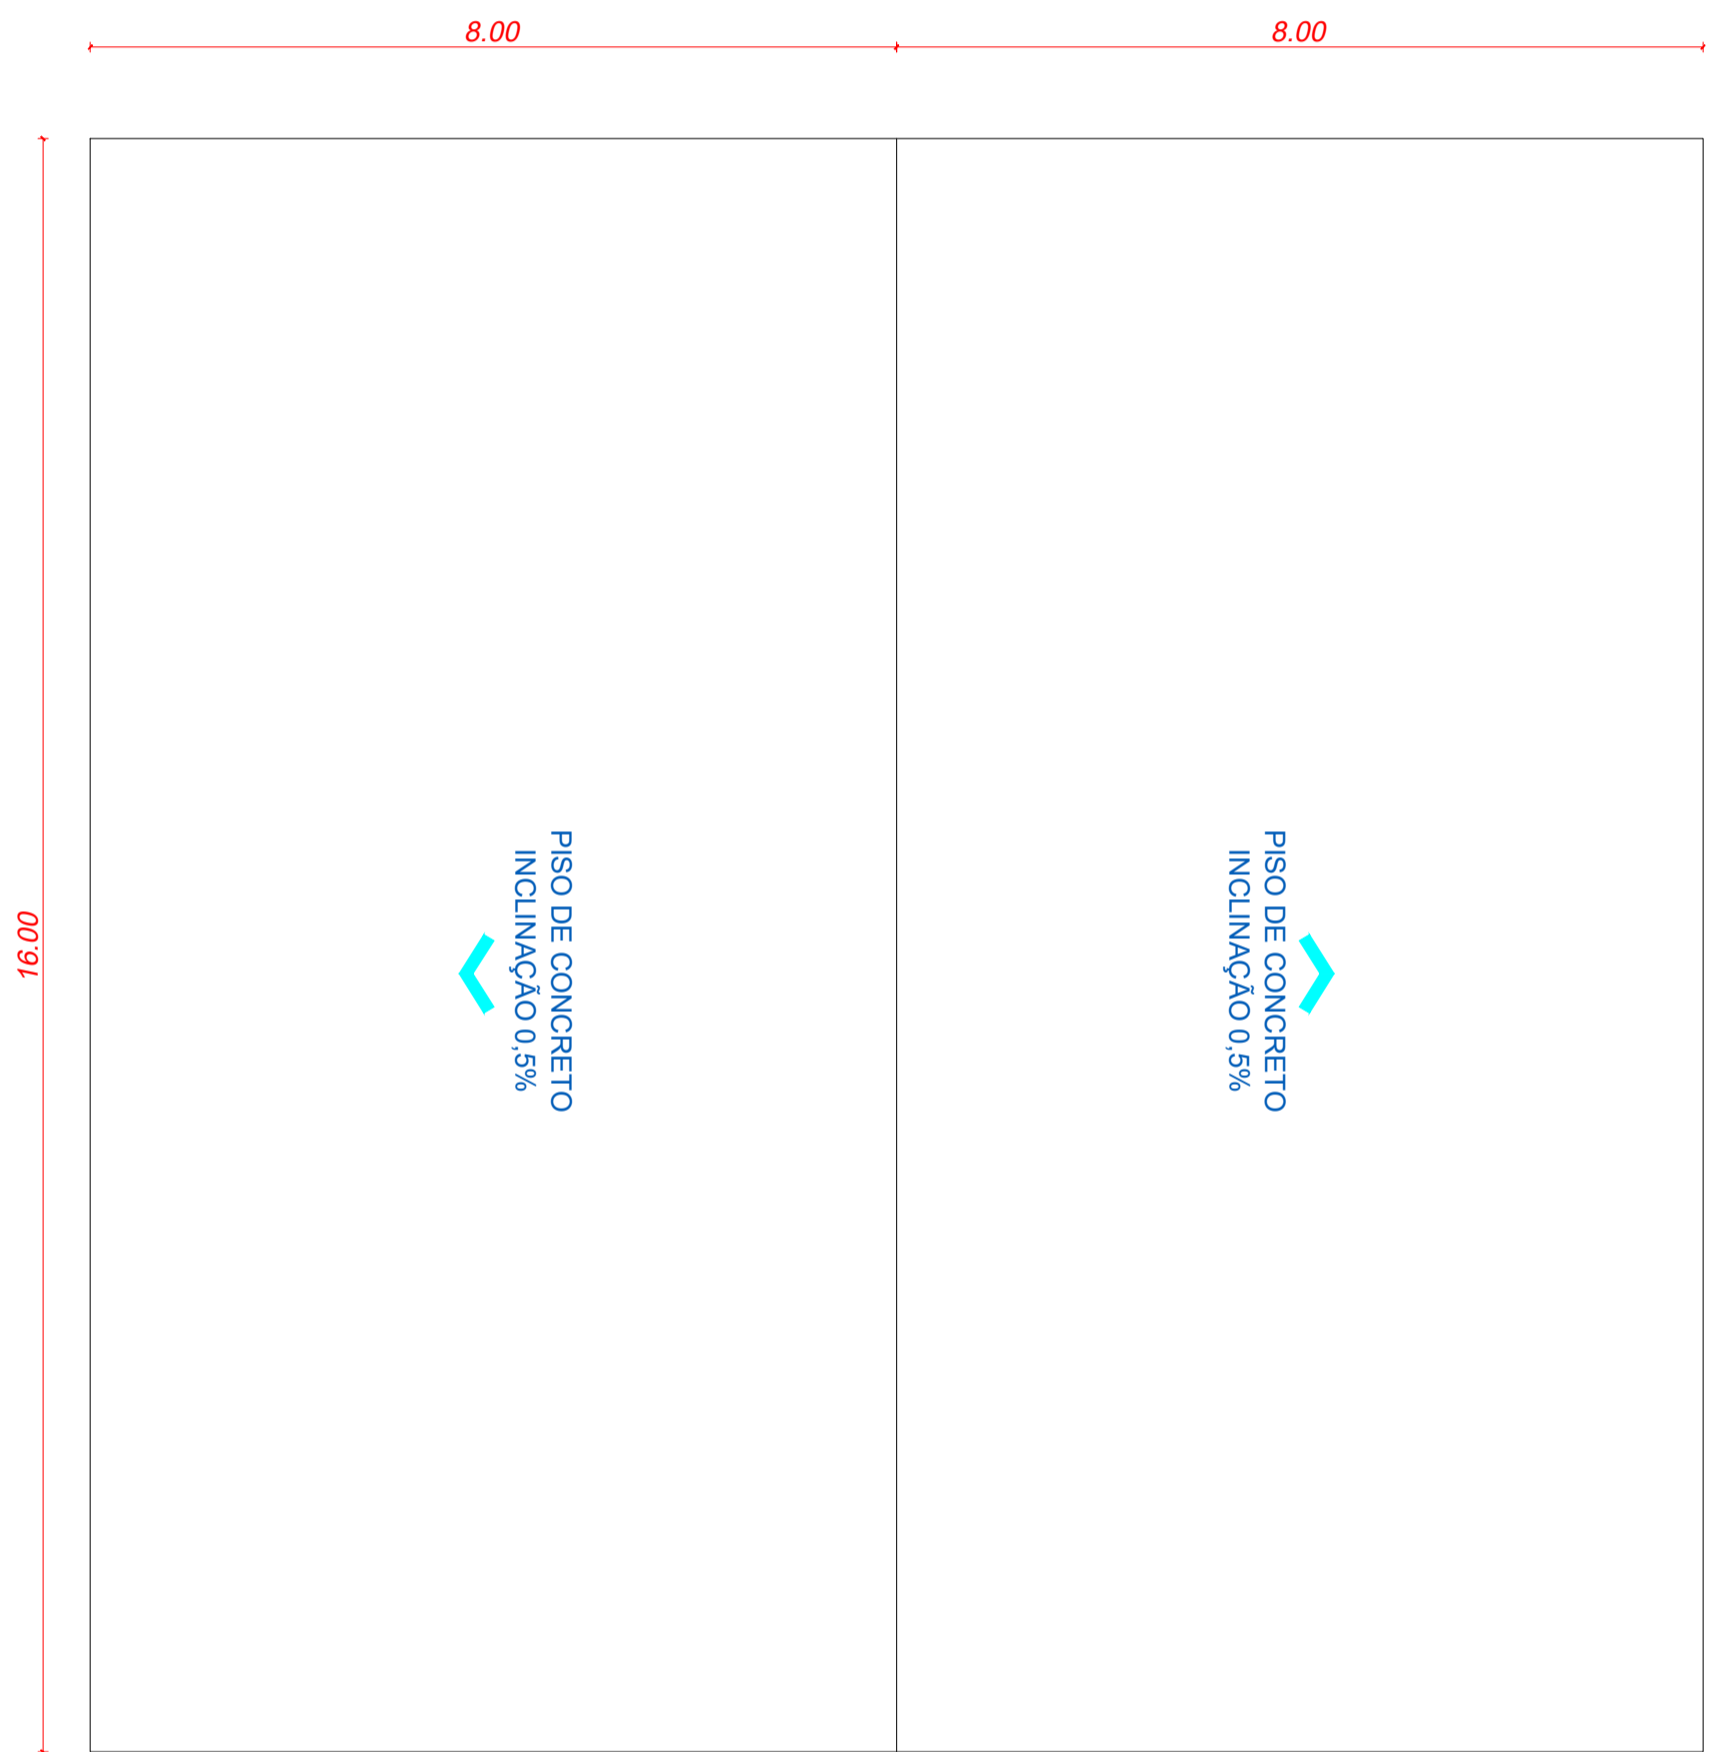 8.00
8.00
16.00
PISO DE CONCRETO
INCLINAÇÃO 0,5%
PISO DE CONCRETO
INCLINAÇÃO 0,5%